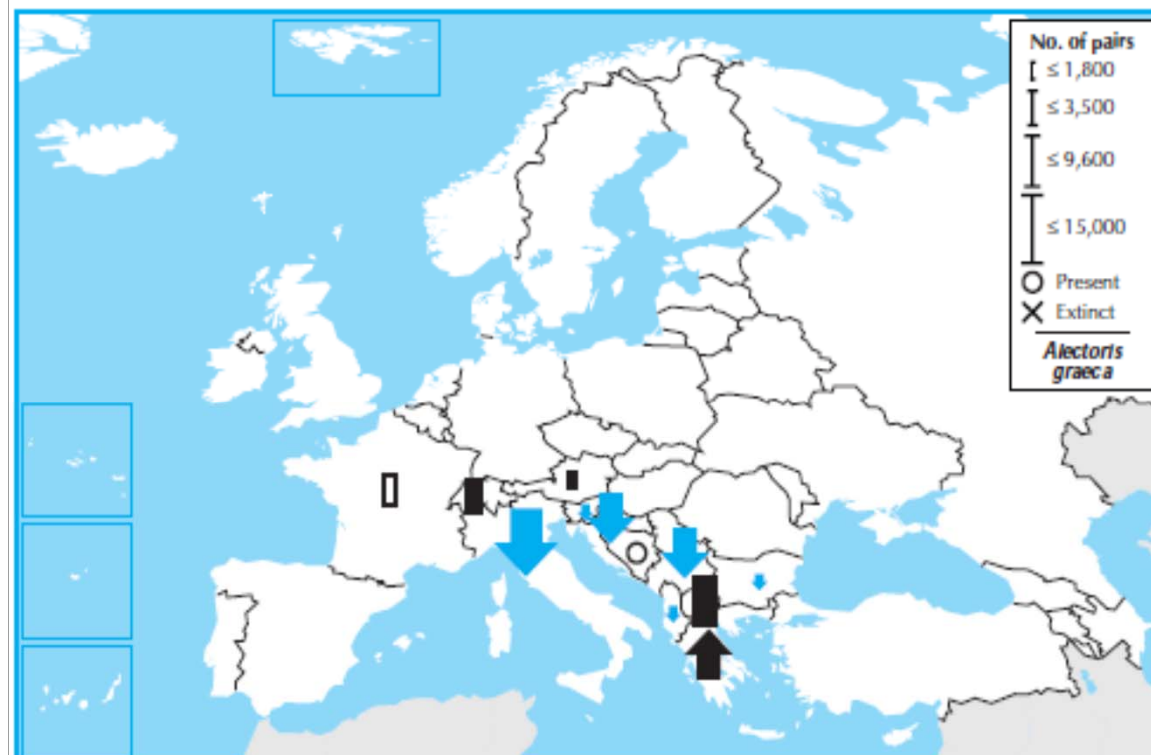 No. of pairs
≤ 1,800
≤ 3,500
≤ 9,600
≤ 15,000
Present
Extinct
Alectoris
graeca